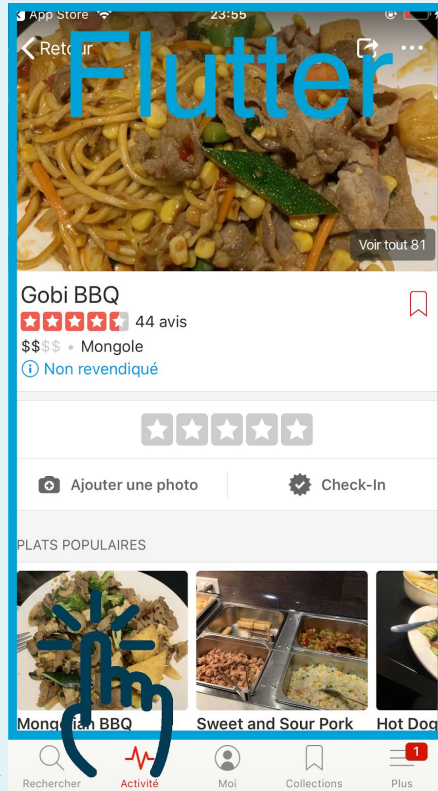 App Store 23:55
Retour
Flutter
Voir tout 81
Gobi BBQ
44 avis
$$$$ • Mongole
Non revendiqué
Ajouter une photo Check-In
PLATS POPULAIRES
Mongolian BBQ Sweet and Sour Pork Hot Dog
Rechercher Activité Moi Collections Plus
1